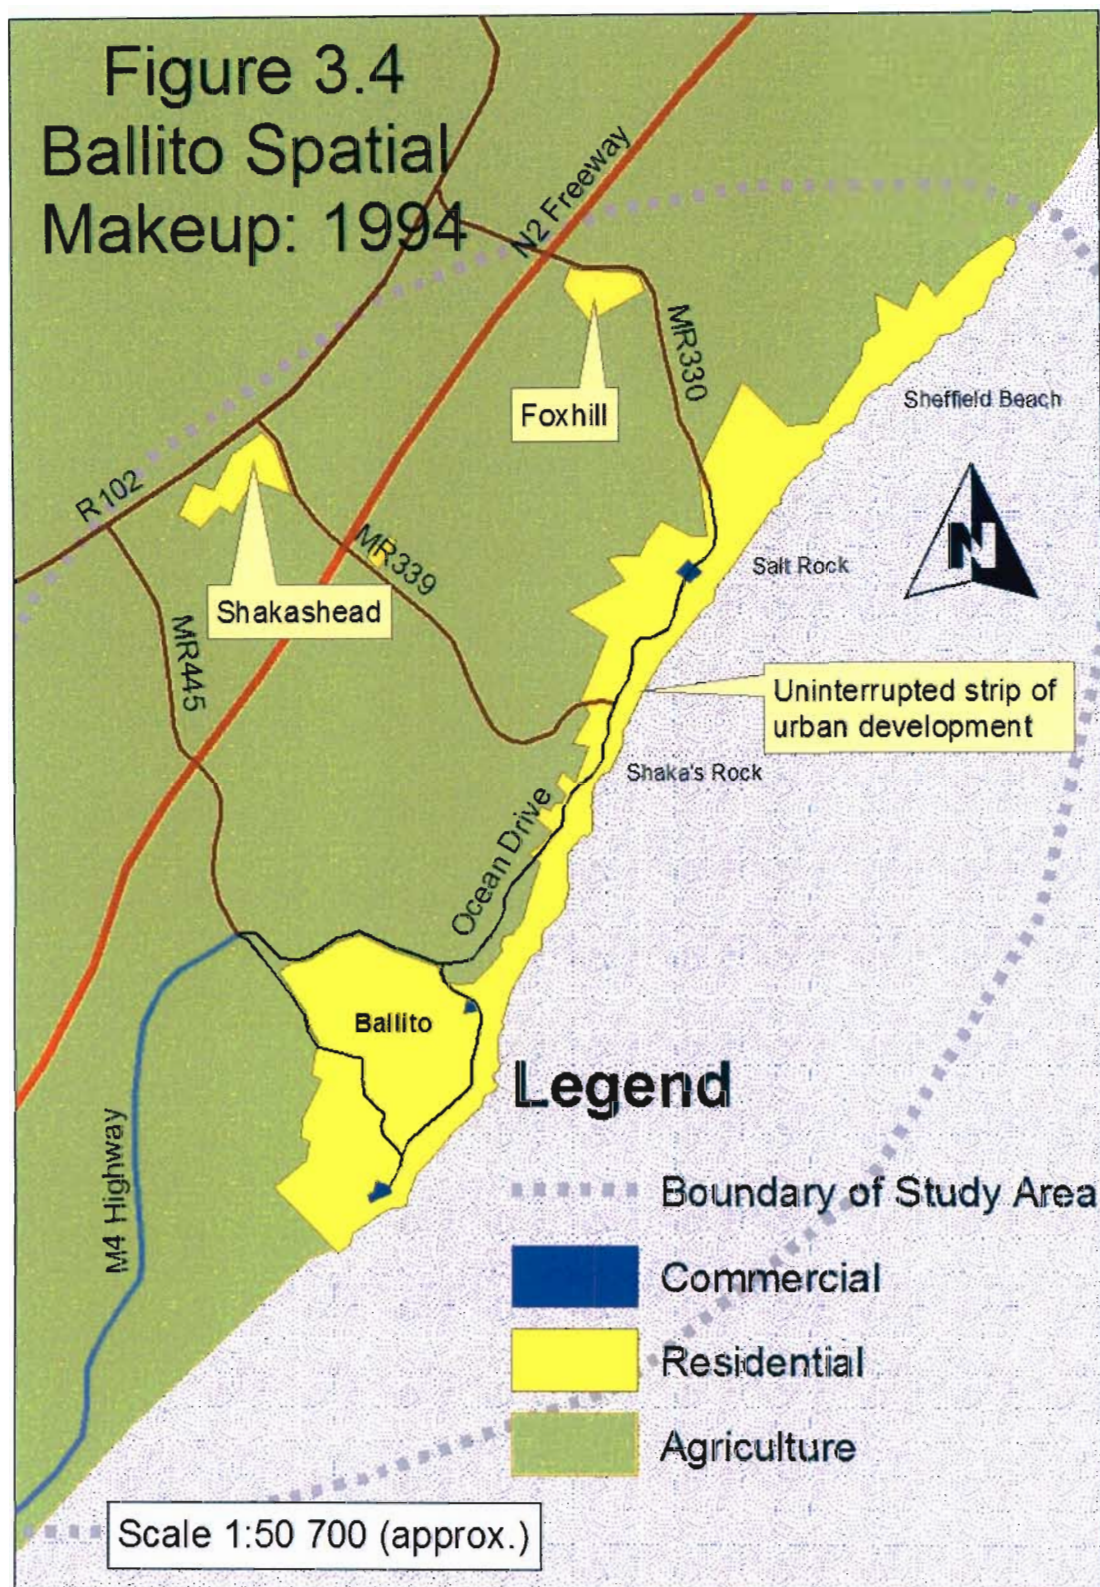 Figure 3.4
Ballito Spatial
Makeup: 1994
N2 Freeway
MR330
Foxhill
Sheffield Beach
R102
MR339
Shakashead
Salt Rock
N
MR445
Uninterrupted strip of
urban development
Shaka's Rock
Ocean Drive
Ballito
M4 Highway
Legend
Boundary of Study Area
Commercial
Residential
Agriculture
Scale 1:50 700 (approx.)